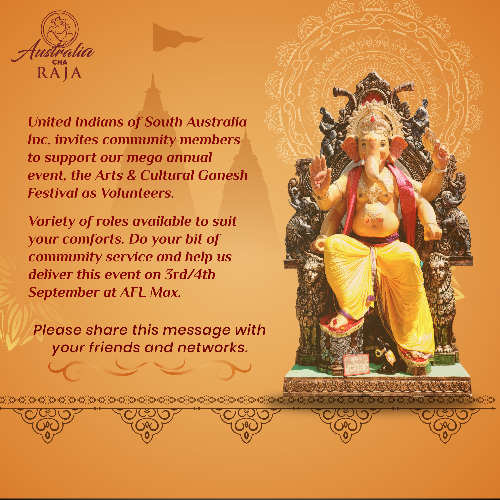 Australia
CHA
RAJA
United Indians of South Australia
Inc. invites community members
to support our mega annual
event, the Arts & Cultural Ganesh
Festival as Volunteers.
Variety of roles available to suit
your comforts. Do your bit of
community service and help us
deliver this event on 3rd/4th
September at AFL Max.
Please share this message with
your friends and networks.